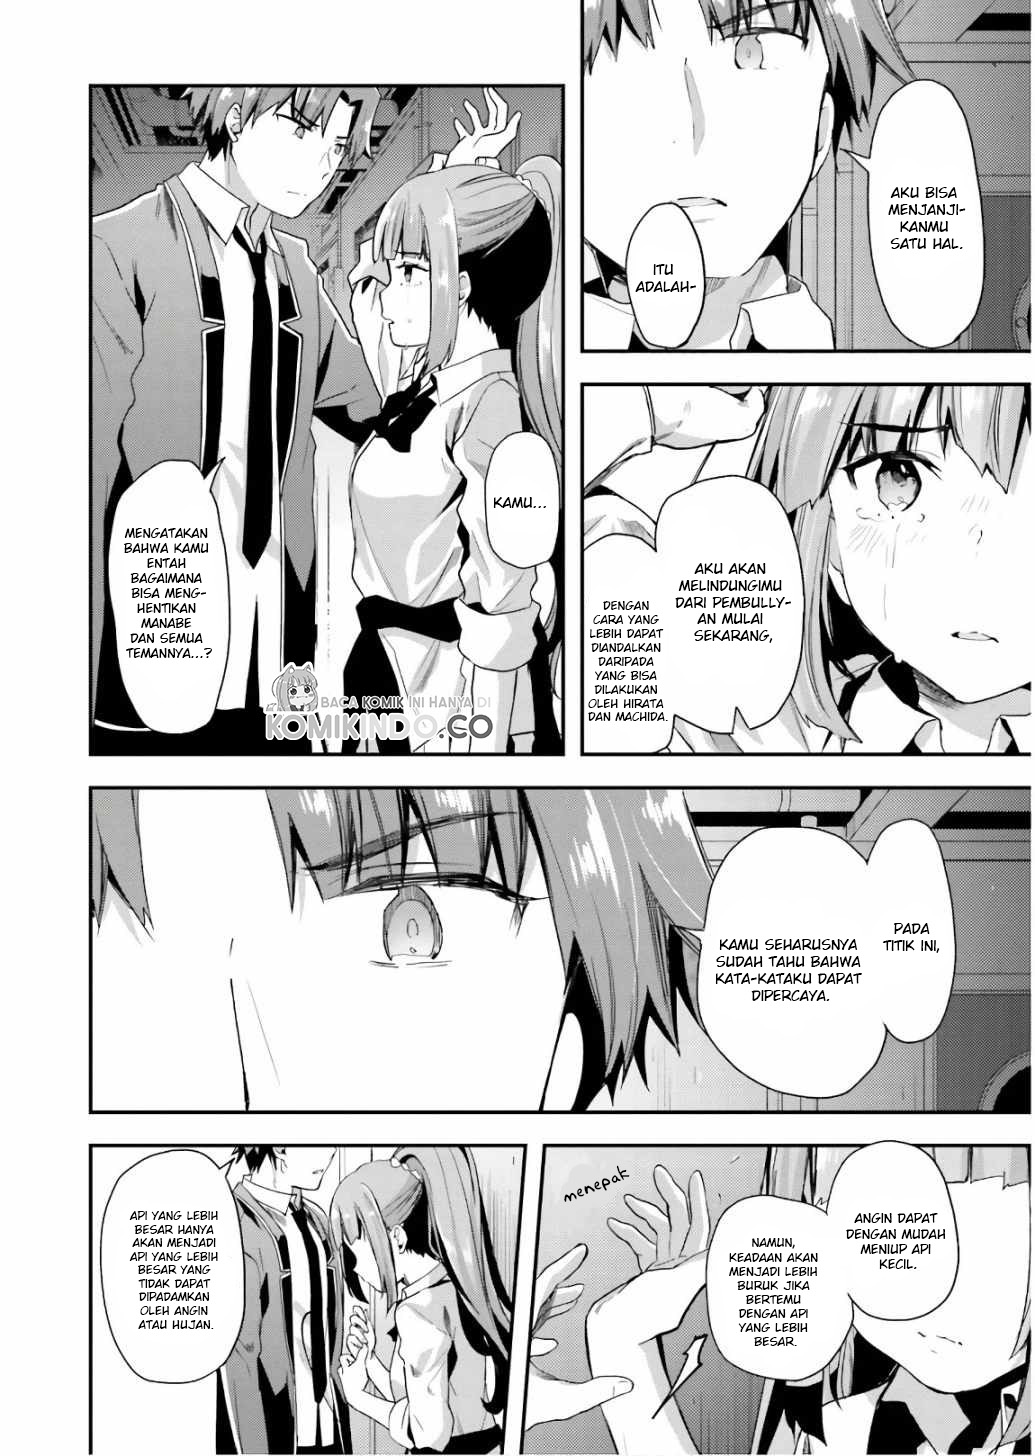 AKU BISA
MENJANJI-
KANMU
SATU HAL.
ITU
ADALAH-
AKU AKAN
MELINDUNGIMU
DARI PEMBULLY-
AN MULAI
SEKARANG,
DENGAN
CARA YANG
LEBIH DAPAT
DIANDALKAN
DARIPADA
YANG BISA
DILAKUKAN
OLEH HIRATA
DAN MACHIDA.
KAMU...
MENGATAKAN
BAHWA KAMU
ENTAH
BAGAIMANA
BISA MENG-
HENTIKAN
MANABE
DAN SEMUA
TEMANNYA...?
BACA KOMIK INI HANYA DI
KOMIKINDO.CO
PADA
TITIK INI,
KAMU SEHARUSNYA
SUDAH TAHU BAHWA
KATA-KATAKU DAPAT
DIPERCAYA.
ANGIN DAPAT
DENGAN MUDAH
MENIUP API
KECIL.
NAMUN,
KEADAAN AKAN
MENJADI LEBIH
BURUK JIKA
BERTEMU
DENGAN API
YANG LEBIH
BESAR.
menepak
API YANG LEBIH
BESAR HANYA
AKAN MENJADI
API YANG LEBIH
BESAR YANG
TIDAK DAPAT
DIPADAMKAN
OLEH ANGIN
ATAU HUJAN.